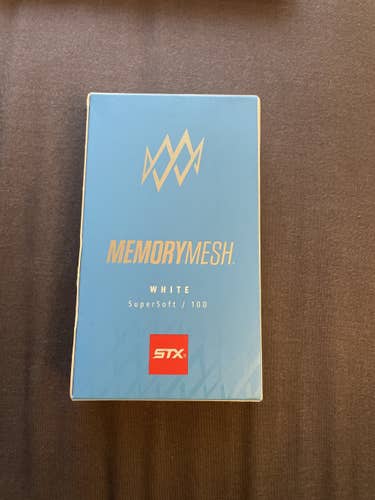 MEMORYMESH.
WHITE
SuperSoft / 100
STX